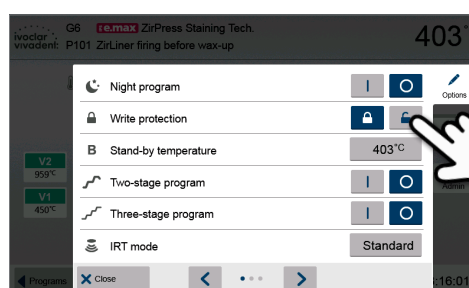 ivoclar
vivadent
G6 e.max ZirPress Staining Tech.
P101 ZirLiner firing before wax-up
403°
Night program I O
Options
Write protection
B Stand-by temperature 403°C
Two-stage program I O
Admin
Three-stage program I O
IRT mode Standard
V2
959°C
V1
450°C
Programs
Close
:16:01